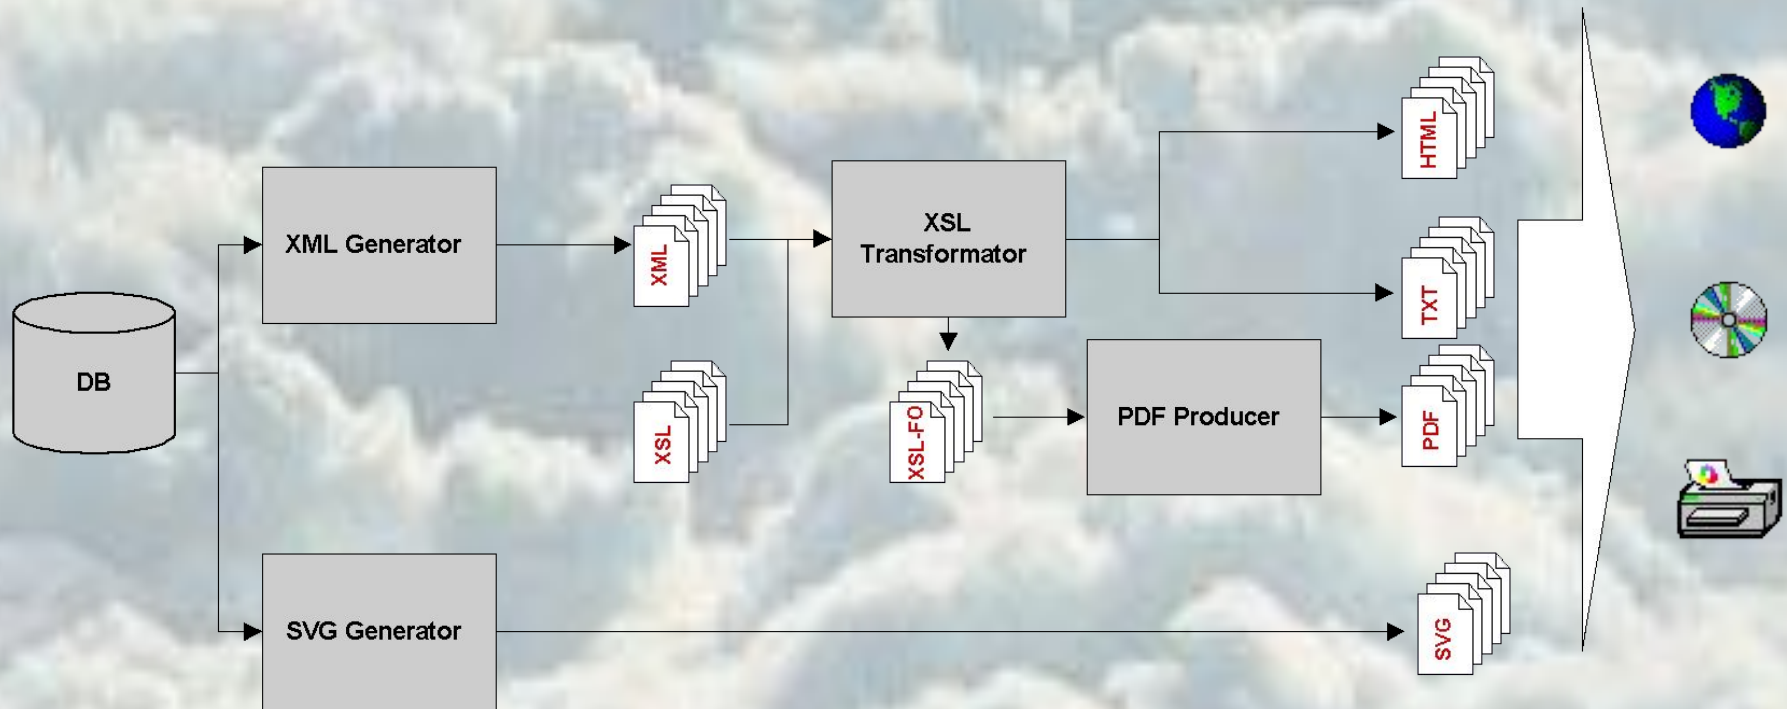 HTML
XML Generator
XML
XSL
Transformator
TXT
DB
XSL
XSL-FO
PDF Producer
PDF
SVG Generator
SVG